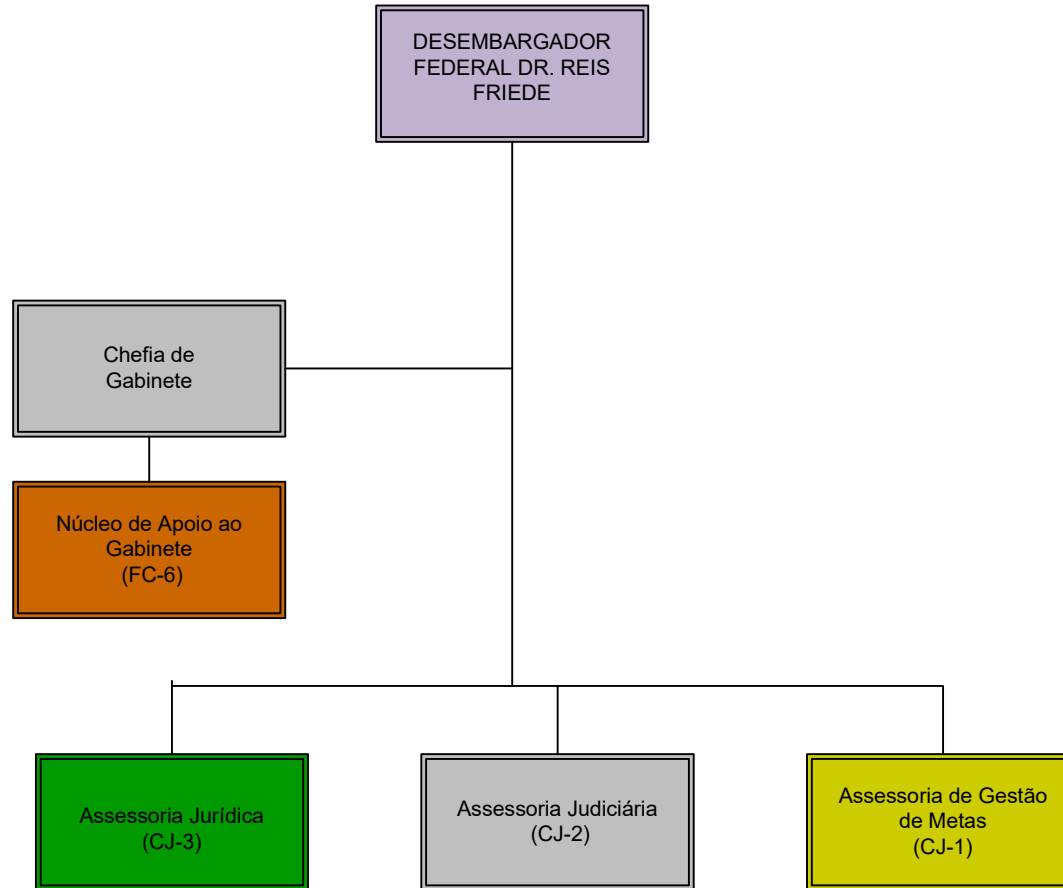 DESEMBARGADOR
FEDERAL DR. REIS
FRIEDE
Chefia de
Gabinete
Núcleo de Apoio ao
Gabinete
(FC-6)
Assessoria Jurídica
(CJ-3)
Assessoria Judiciária
(CJ-2)
Assessoria de Gestão
de Metas
(CJ-1)